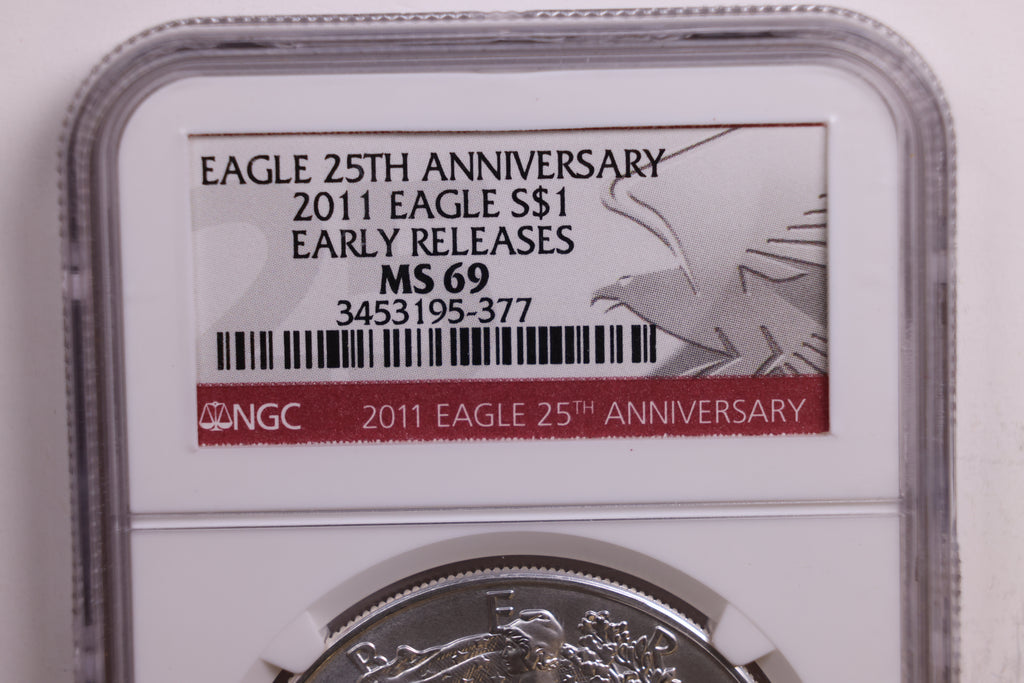 EAGLE 25TH ANNIVERSARY
2011 EAGLE S$1
EARLY RELEASES
MS 69
3453195-377
NGC 2011 EAGLE 25TH ANNIVERSARY
B E R